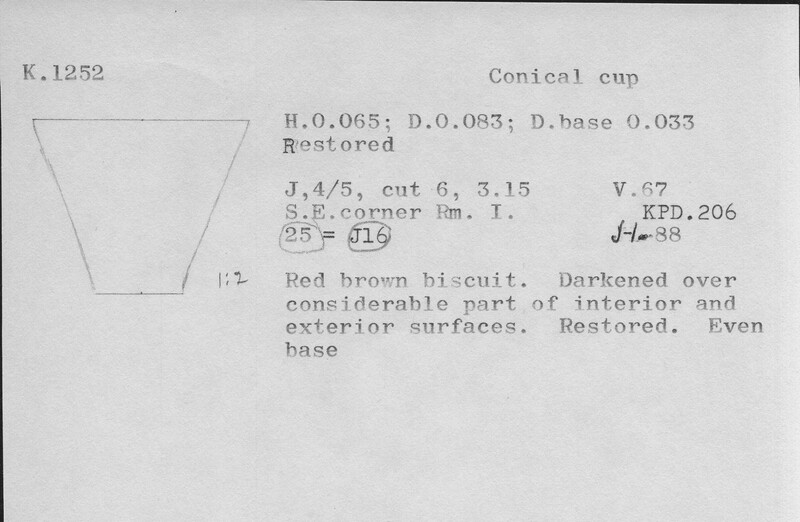 K.1252
Conical cup
H.0.065; D.0.083; D.base 0.033
Restored
J,4/5, cut 6, 3.15 V.67
S.E.corner Rm. I. KPD.206
25 = J16 J-1-88
1:2
Red brown biscuit. Darkened over
considerable part of interior and
exterior surfaces. Restored. Even
base